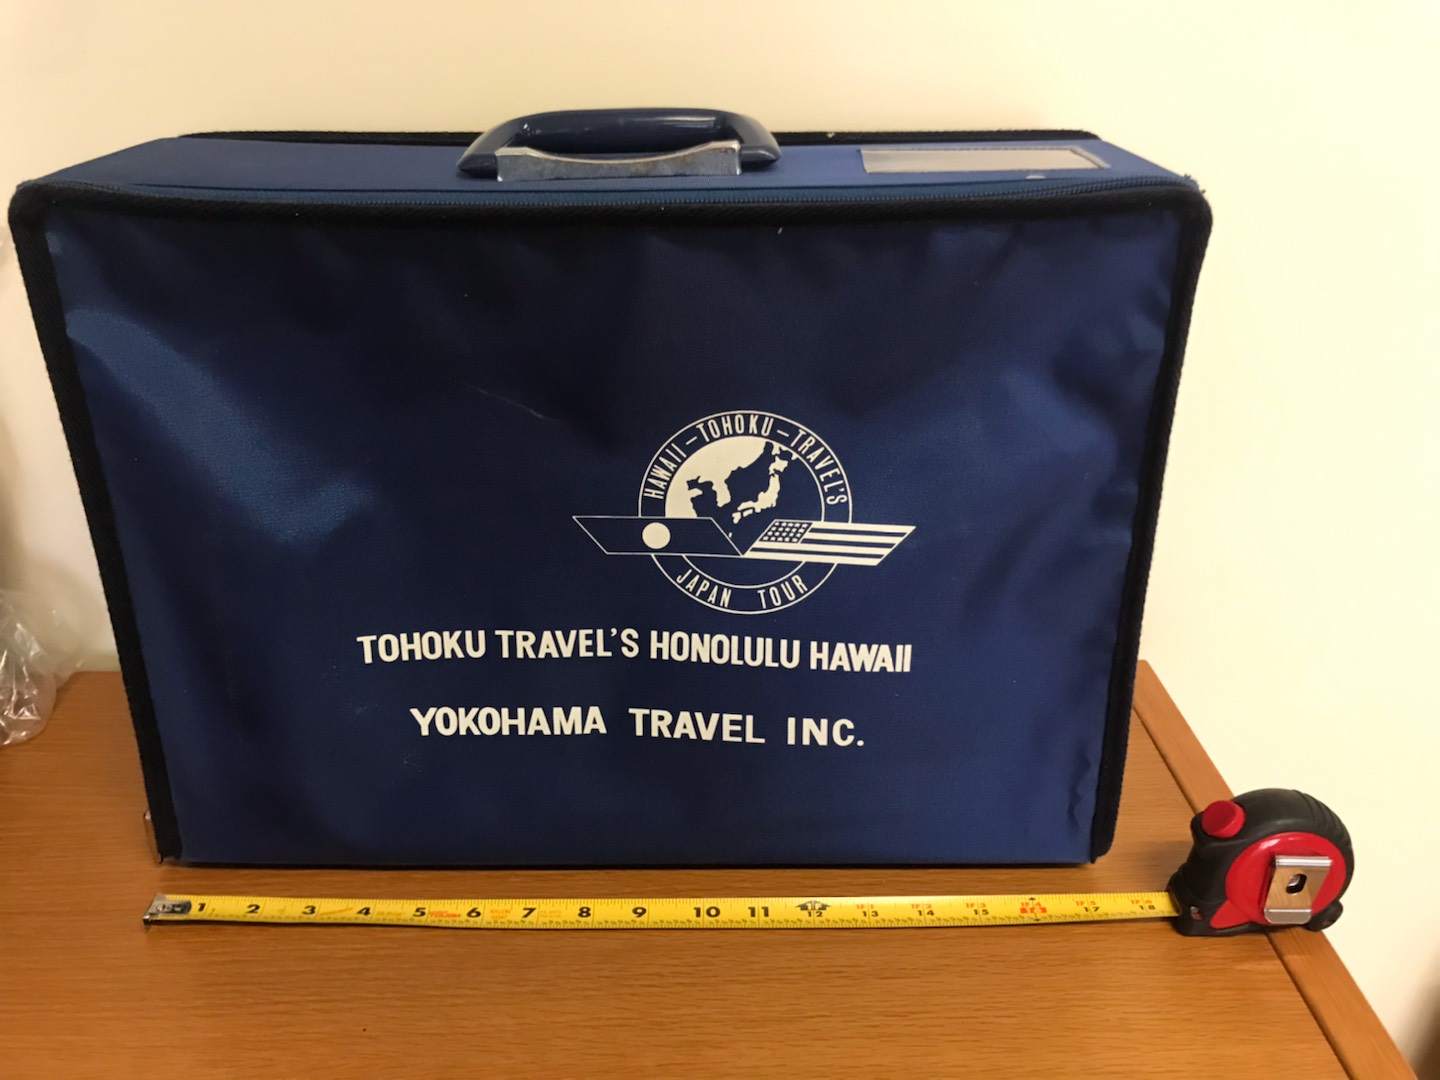 HAWAII-TOHOKU-TRAVEL'S
JAPAN TOUR
TOHOKU TRAVEL'S HONOLULU HAWAII
YOKOHAMA TRAVEL INC.
1 2 3 4 5 6 7 8 9 10 11 12 13 14 15 17 18